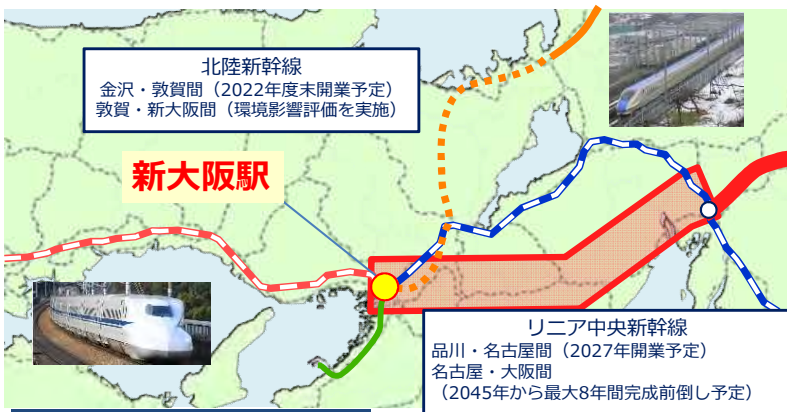 北陸新幹線
金沢・敦賀間（2022年度末開業予定）
敦賀・新大阪間（環境影響評価を実施）
新大阪駅
リニア中央新幹線
品川・名古屋間（2027年開業予定）
名古屋・大阪間
（2045年から最大8年間完成前倒し予定）